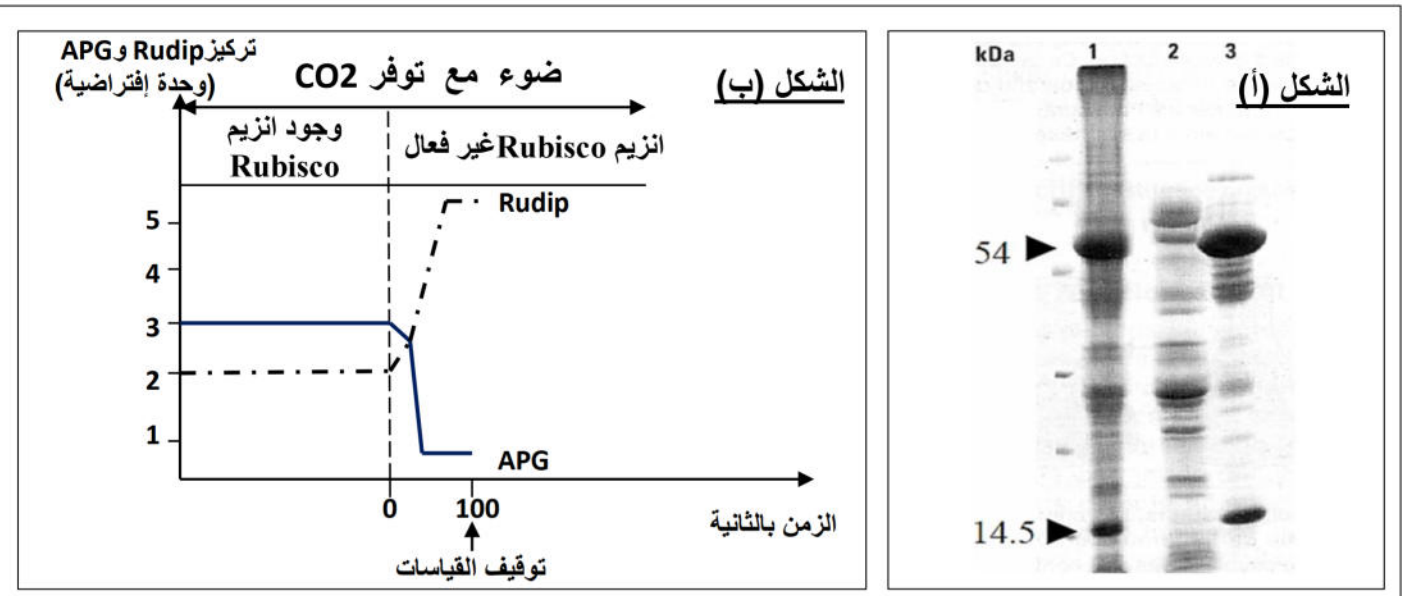 الشكل (أ)
kDa 1 2 3
54
14.5
الشكل (ب)
تركيز Rudip و APG
(وحدة إفتراضية)
ضوء مع توفر CO2
وجود انزيم
Rubisco
انزيم Rubisco غير فعال
5
4
3
2
1
Rudip
APG
0 100
الزمن بالثانية
توقيف القياسات